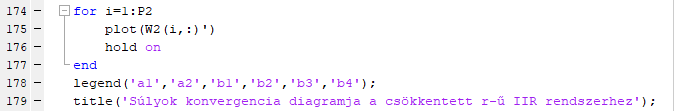 174 for i=1:P2
175 plot(W2(i,:)')
176 hold on
177 end
178 legend('a1','a2','b1','b2','b3','b4');
179 title('Súlyok konvergencia diagramja a csökkentett r-ű IIR rendszerhez');